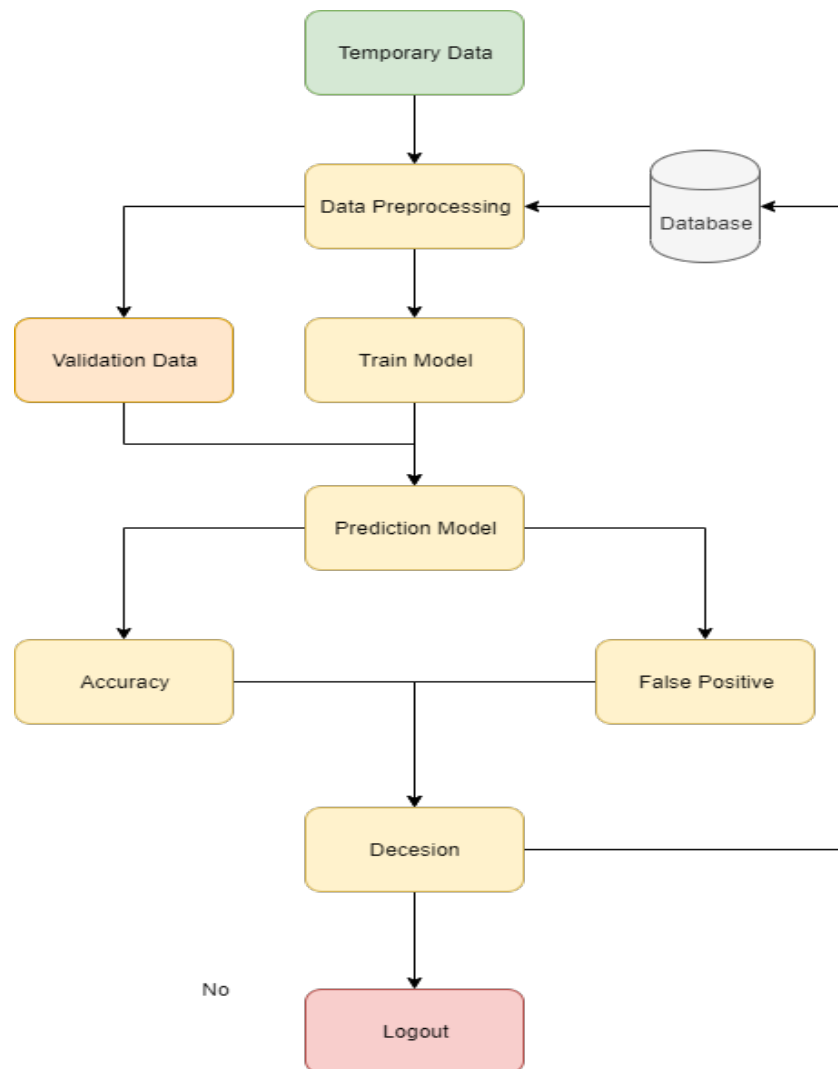 Temporary Data
Data Preprocessing
Database
Validation Data
Train Model
Prediction Model
Accuracy
False Positive
Decesion
No
Logout